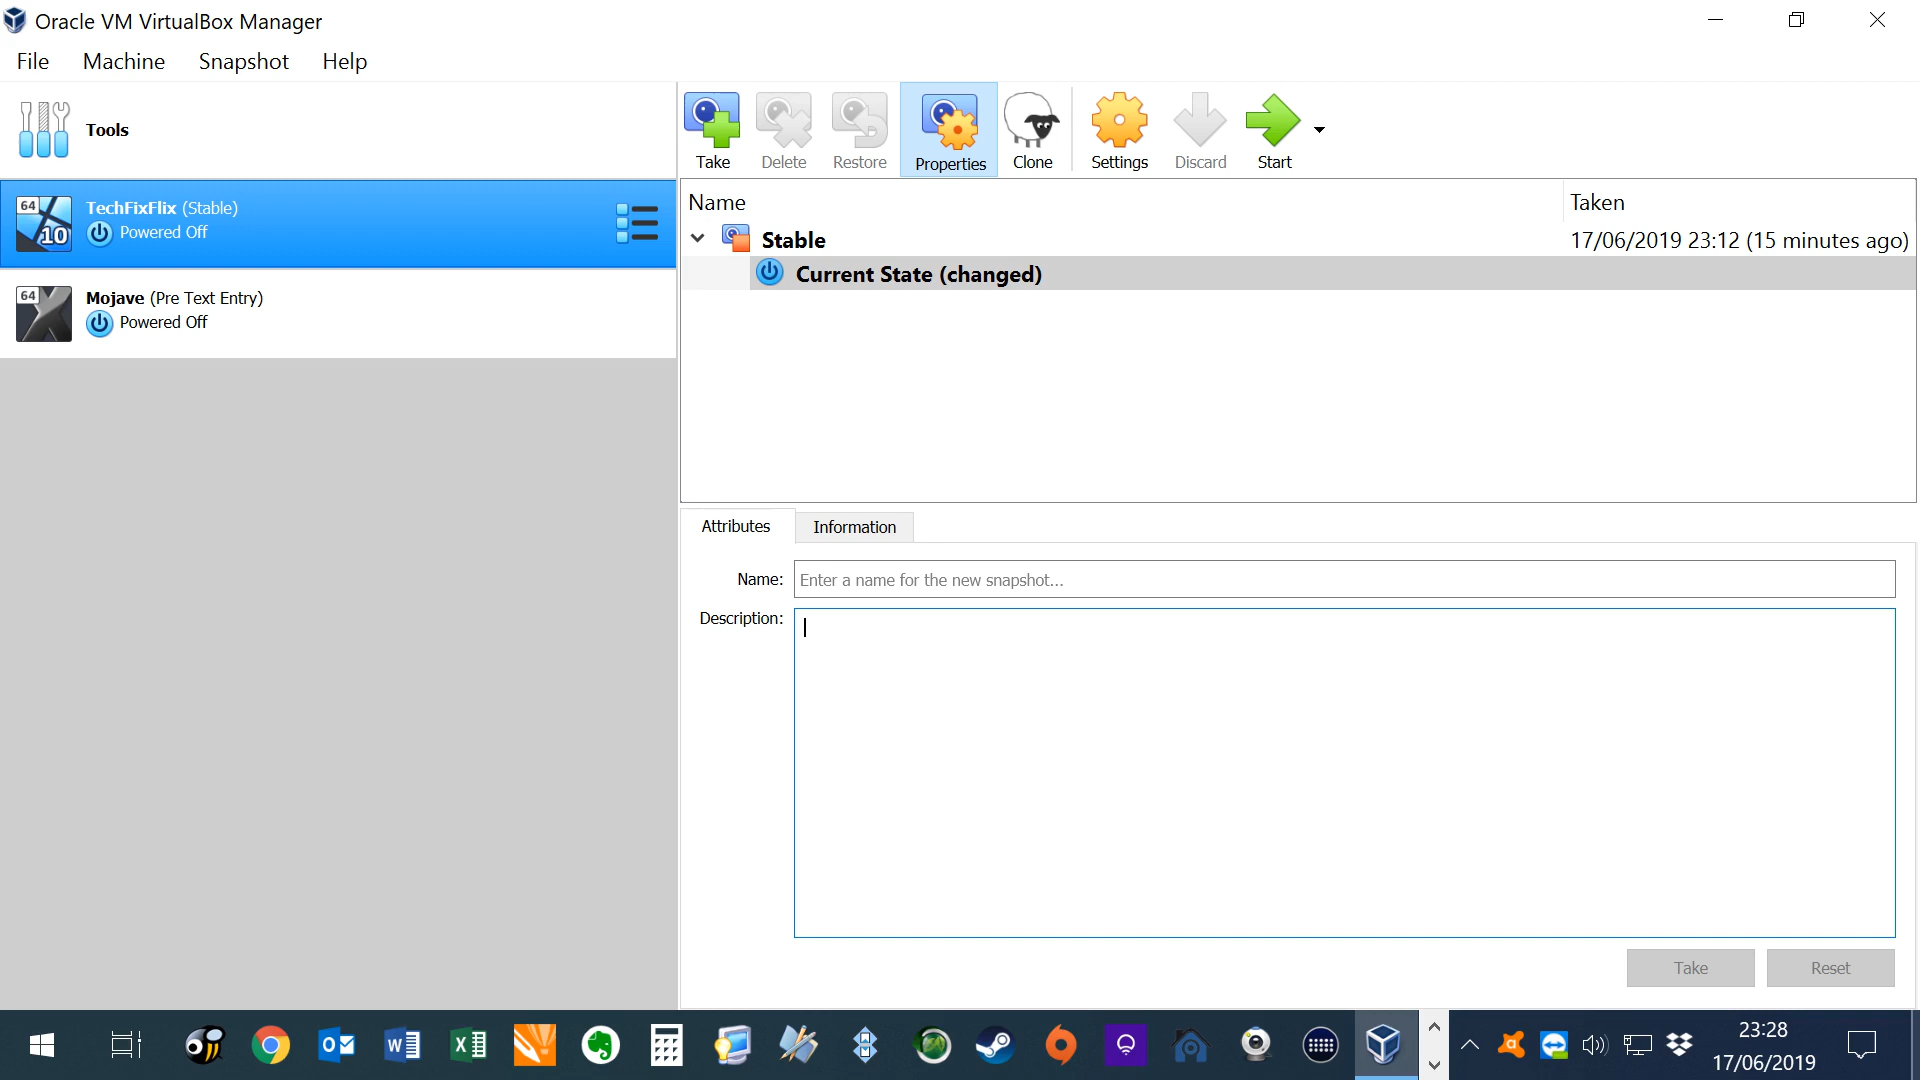 Oracle VM VirtualBox Manager
File Machine Snapshot Help
Tools
Take Delete Restore Properties Clone Settings Discard Start
64 10 TechFixFlix (Stable)
Powered Off
64 Mojave (Pre Text Entry)
Powered Off
Name Taken
Stable 17/06/2019 23:12 (15 minutes ago)
Current State (changed)
Attributes Information
Name: Enter a name for the new snapshot...
Description:
Take Reset
23:28
17/06/2019